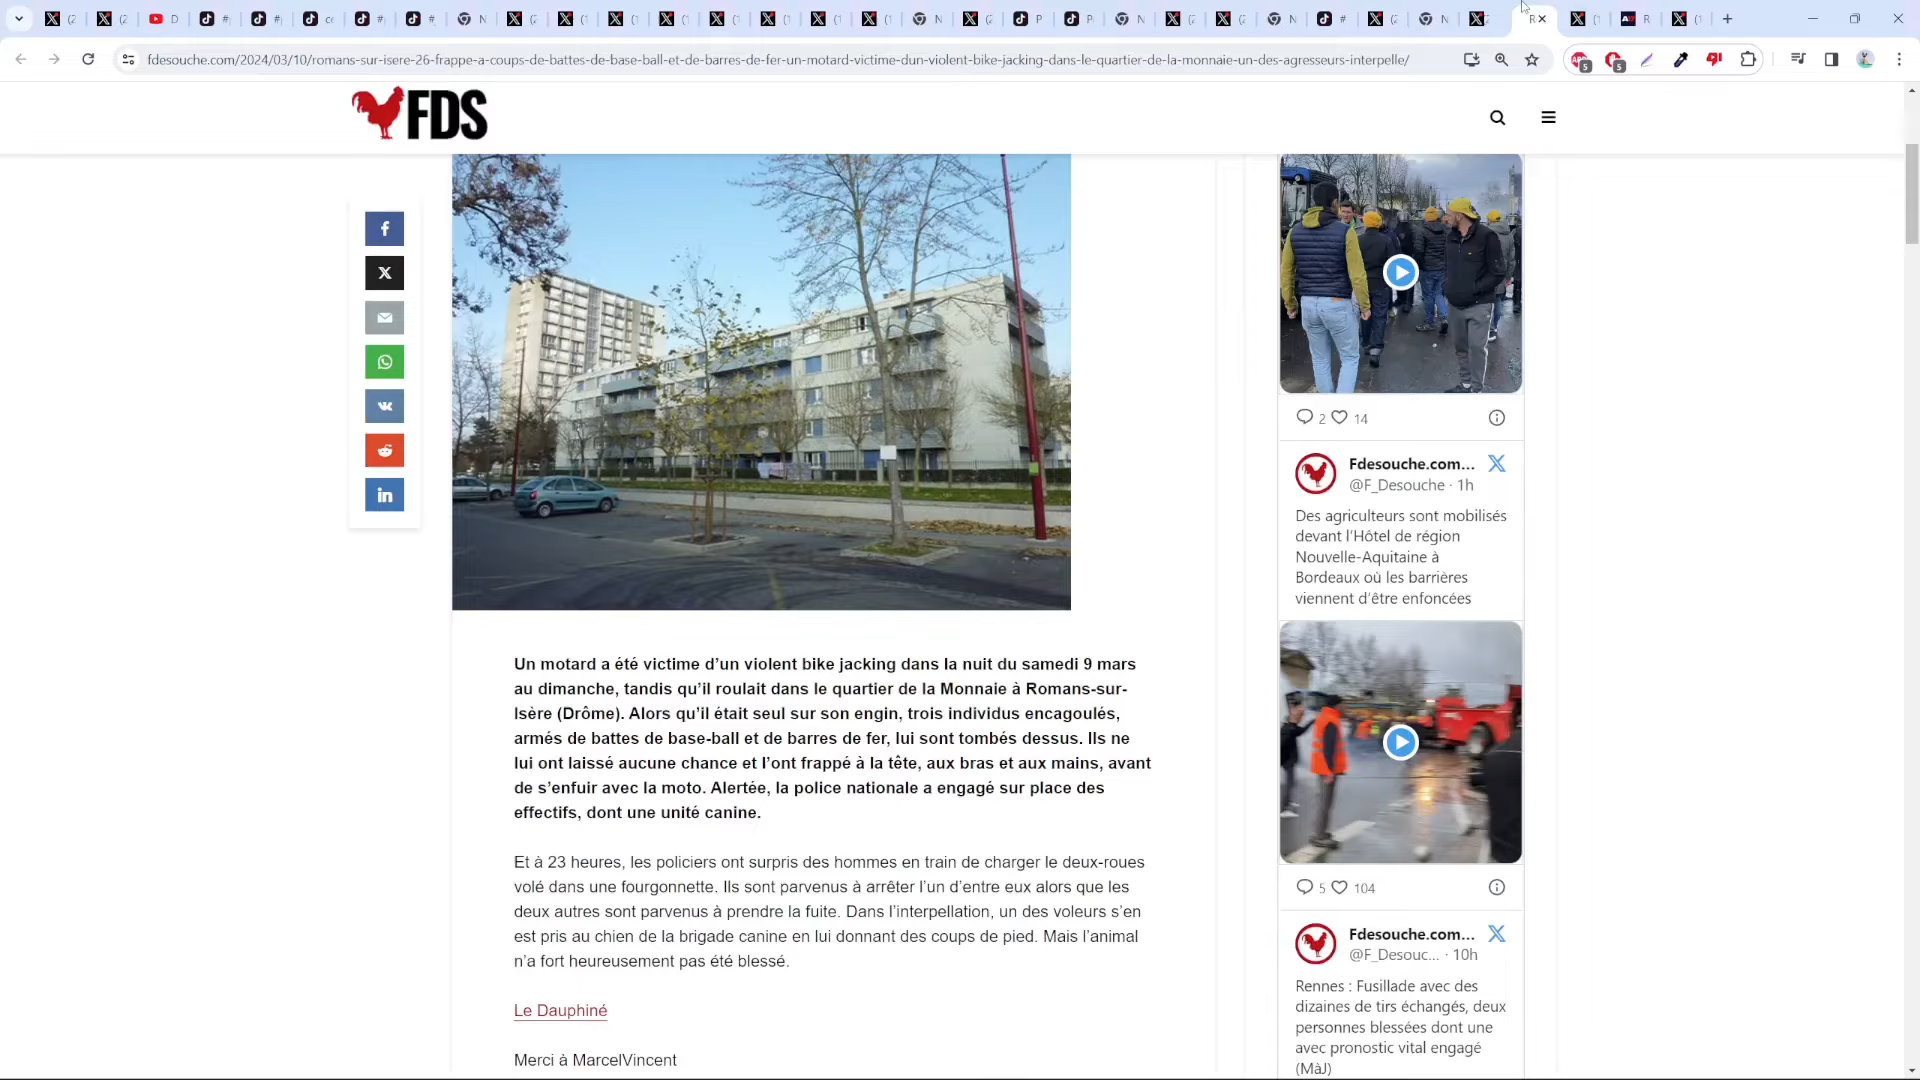 fdesouche.com/2024/03/10/romans-sur-isere-26-frappe-a-coups-de-battes-de-base-ball-et-de-barres-de-fer-un-motard-victime-dun-violent-bike-jacking-dans-le-quartier-de-la-monnaie-un-des-agresseurs-interpelle/
FDS
Un motard a été victime d’un violent bike jacking dans la nuit du samedi 9 mars
au dimanche, tandis qu’il roulait dans le quartier de la Monnaie à Romans-sur-
Isère (Drôme). Alors qu’il était seul sur son engin, trois individus encagoulés,
armés de battes de base-ball et de barres de fer, lui sont tombés dessus. Ils ne
lui ont laissé aucune chance et l’ont frappé à la tête, aux bras et aux mains, avant
de s’enfuir avec la moto. Alertée, la police nationale a engagé sur place des
effectifs, dont une unité canine.
Et à 23 heures, les policiers ont surpris des hommes en train de charger le deux-roues
volé dans une fourgonnette. Ils sont parvenus à arrêter l’un d’entre eux alors que les
deux autres sont parvenus à prendre la fuite. Dans l’interpellation, un des voleurs s’en
est pris au chien de la brigade canine en lui donnant des coups de pied. Mais l’animal
n’a fort heureusement pas été blessé.
Le Dauphiné
Merci à MarcelVincent
2 14
Fdesouche.com...
@F_Desouche · 1h
Des agriculteurs sont mobilisés
devant l’Hôtel de région
Nouvelle-Aquitaine à
Bordeaux où les barrières
viennent d’être enfoncées
5 104
Fdesouche.com...
@F_Desouc... · 10h
Rennes : Fusillade avec des
dizaines de tirs échangés, deux
personnes blessées dont une
avec pronostic vital engagé
(MàJ)